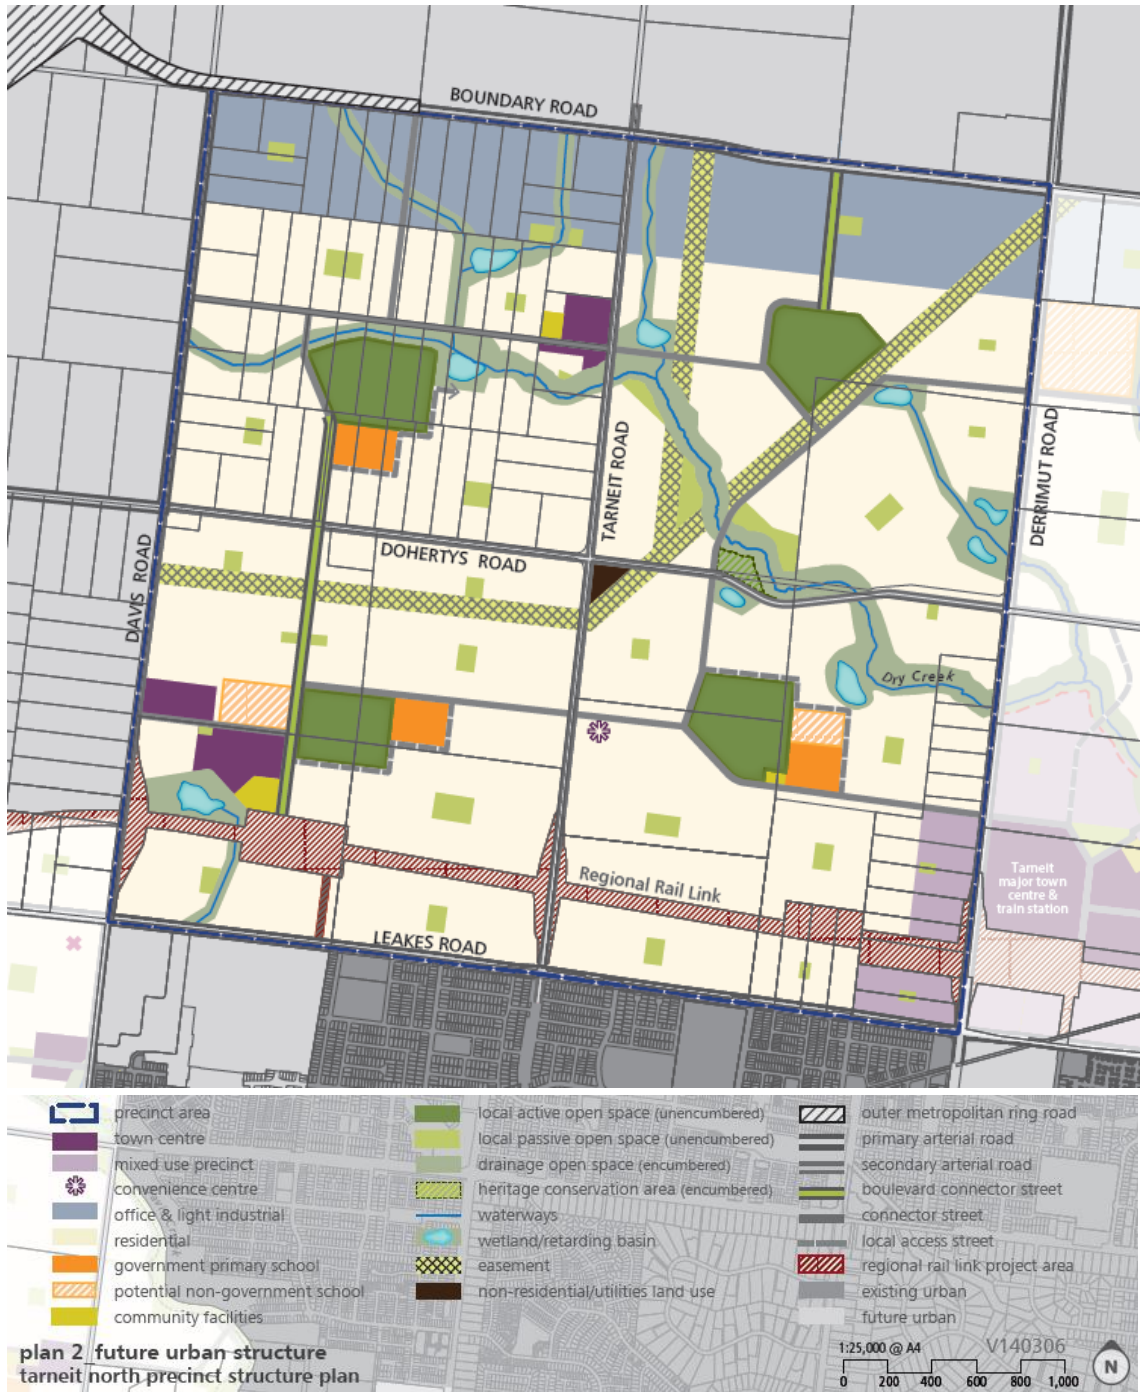 BOUNDARY ROAD
TARNEIT ROAD
DERRIMUT ROAD
DAVIS ROAD
DOHERTYS ROAD
Dry Creek
Regional Rail Link
Tarneit
major town
centre &
train station
LEAKES ROAD
precinct area
town centre
mixed use precinct
convenience centre
office & light industrial
residential
government primary school
potential non-government school
community facilities
local active open space (unencumbered)
local passive open space (unencumbered)
drainage open space (encumbered)
heritage conservation area (encumbered)
waterways
wetland/retarding basin
easement
non-residential/utilities land use
outer metropolitan ring road
primary arterial road
secondary arterial road
boulevard connector street
connector street
local access street
regional rail link project area
existing urban
future urban
plan 2_future urban structure
tarneit north precinct structure plan
1:25,000 @ A4
V140306
0 200 400 600 800 1,000
N